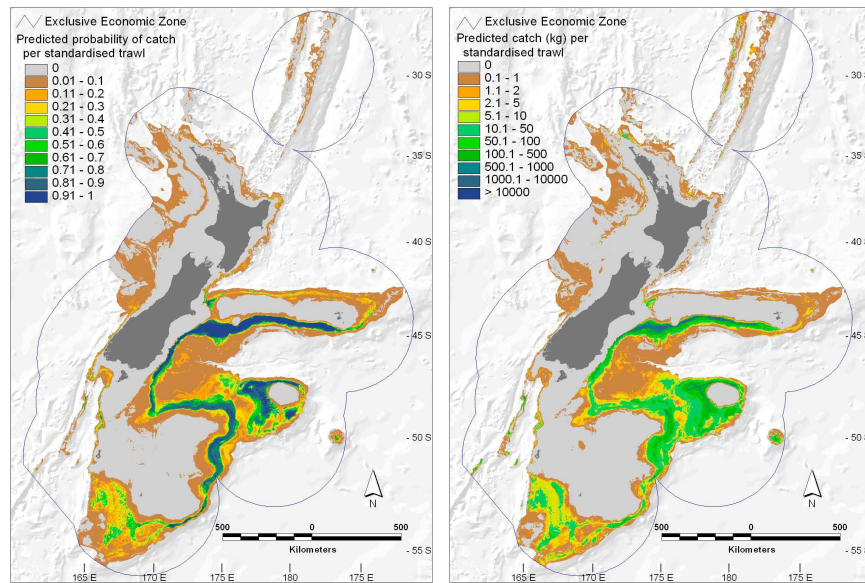 Exclusive Economic Zone
Predicted probability of catch
per standardised trawl
0
0.01 - 0.1
0.11 - 0.2
0.21 - 0.3
0.31 - 0.4
0.41 - 0.5
0.51 - 0.6
0.61 - 0.7
0.71 - 0.8
0.81 - 0.9
0.91 - 1
- 30 S
- 35 S
- 40 S
- 45 S
- 50 S
- 55 S
N
500 0 500
Kilometers
165 E 170 E 175 E 180 175 E
Exclusive Economic Zone
Predicted catch (kg) per
standardised trawl
0
0.1 - 1
1.1 - 2
2.1 - 5
5.1 - 10
10.1 - 50
50.1 - 100
100.1 - 500
500.1 - 1000
1000.1 - 10000
> 10000
- 30 S
- 35 S
- 40 S
- 45 S
- 50 S
- 55 S
N
500 0 500
Kilometers
165 E 170 E 175 E 180 175 E